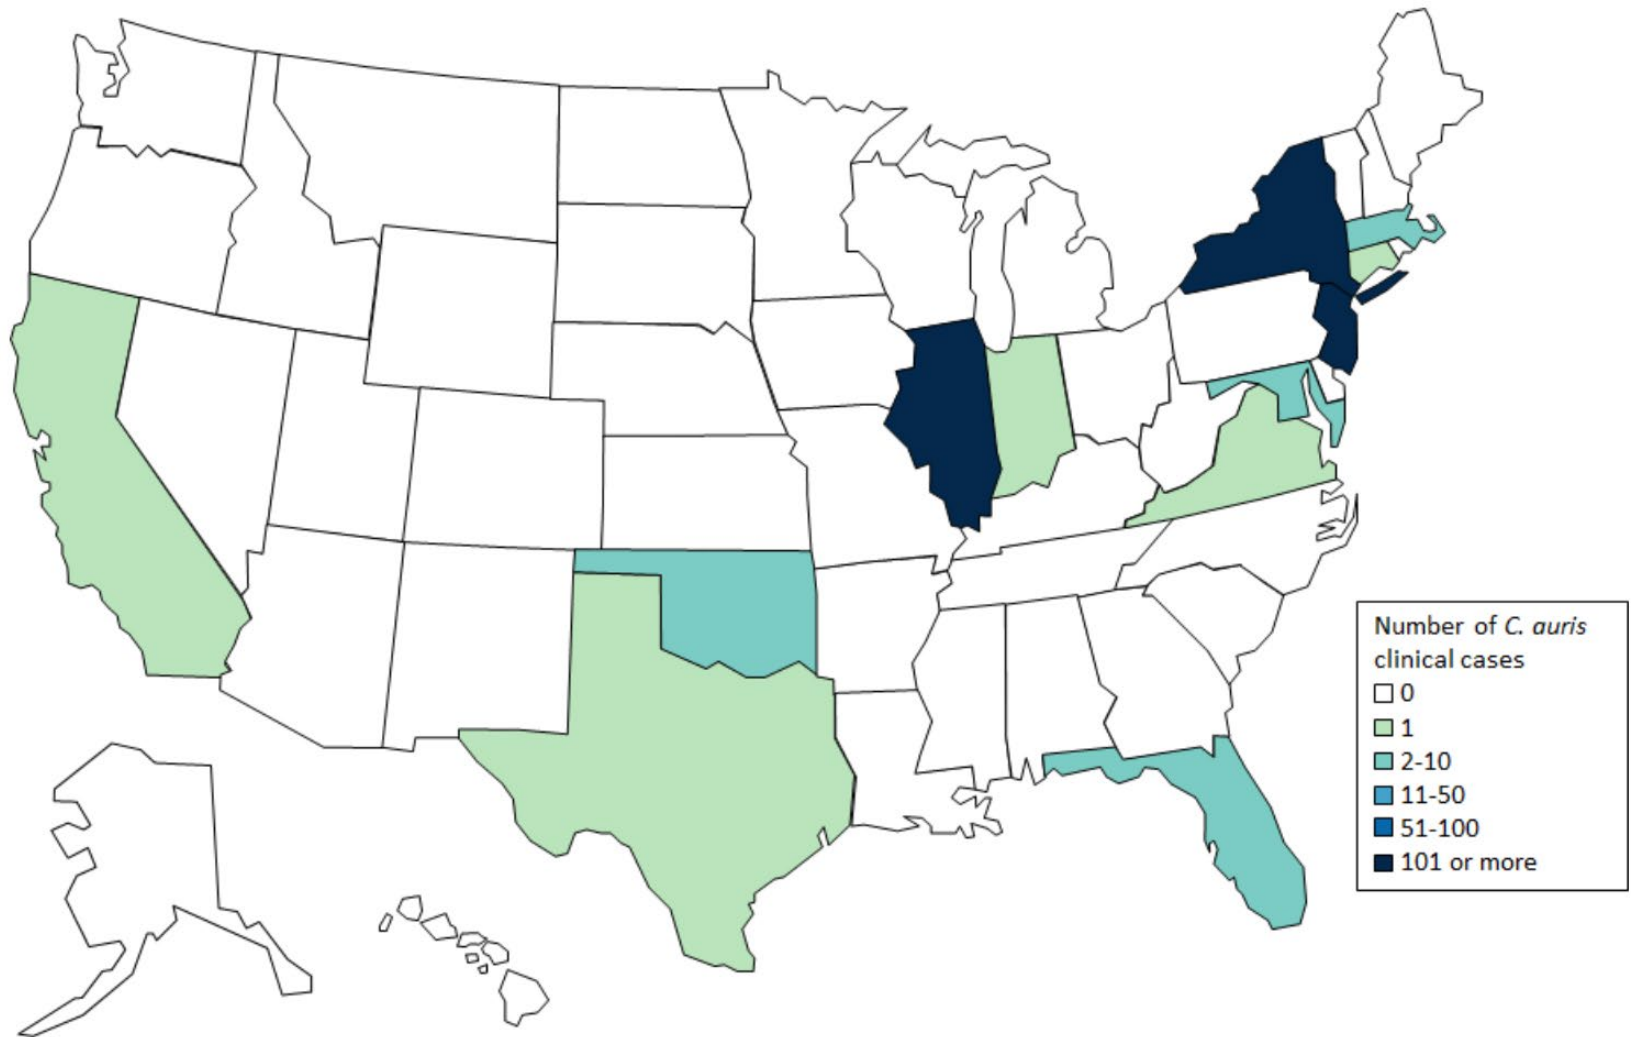 Number of C. auris
clinical cases
0
1
2-10
11-50
51-100
101 or more